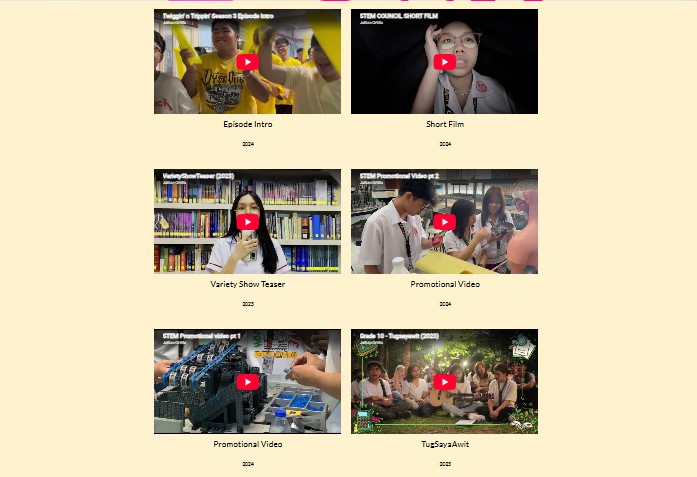 Twiggin' n Trippin' Season 3 Episode Intro
STEM COUNCIL SHORT FILM
Episode Intro
Short Film
2024
2024
VarietyShowTeaser (2023)
STEM Promotional Video pt 2
Variety Show Teaser
Promotional Video
2023
2024
STEM Promotional video pt 1
Grade 10 - Tugsayawit (2023)
Promotional Video
TugSayaAwit
2024
2023